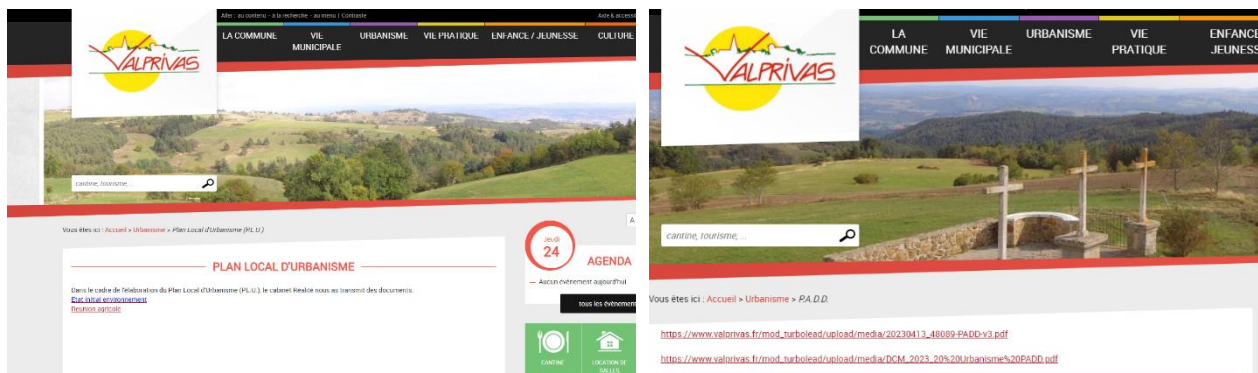 Aller : au contenu - à la recherche - au menu | Contraste
Aide & accessi
LA COMMUNE
VIE MUNICIPALE
URBANISME
VIE PRATIQUE
ENFANCE / JEUNESSE
CULTURE
VALPRIVAS
cantine, tourisme, ...
Vous êtes ici : Accueil » Urbanisme » Plan Local d'Urbanisme (P.L.U.)
A
PLAN LOCAL D'URBANISME
Dans le cadre de l'élaboration du Plan Local d'Urbanisme (P.L.U.), le cabinet Réalité nous as transmit des documents.
Etat initial environnement
Reunion agricole
Jeudi
24
AGENDA
Aucun évènement aujourd'hui
tous les évènement
CANTINE
LOCATION DE
SALLES
LA
COMMUNE
VIE
MUNICIPALE
URBANISME
VIE
PRATIQUE
ENFANCE
JEUNESS
VALPRIVAS
cantine, tourisme, ...
Vous êtes ici : Accueil » Urbanisme » P.A.D.D.
https://www.valprivas.fr/mod_turbolead/upload/media/20230413_48089-PADD-v3.pdf
https://www.valprivas.fr/mod_turbolead/upload/media/DCM_2023_20%20Urbanisme%20PADD.pdf